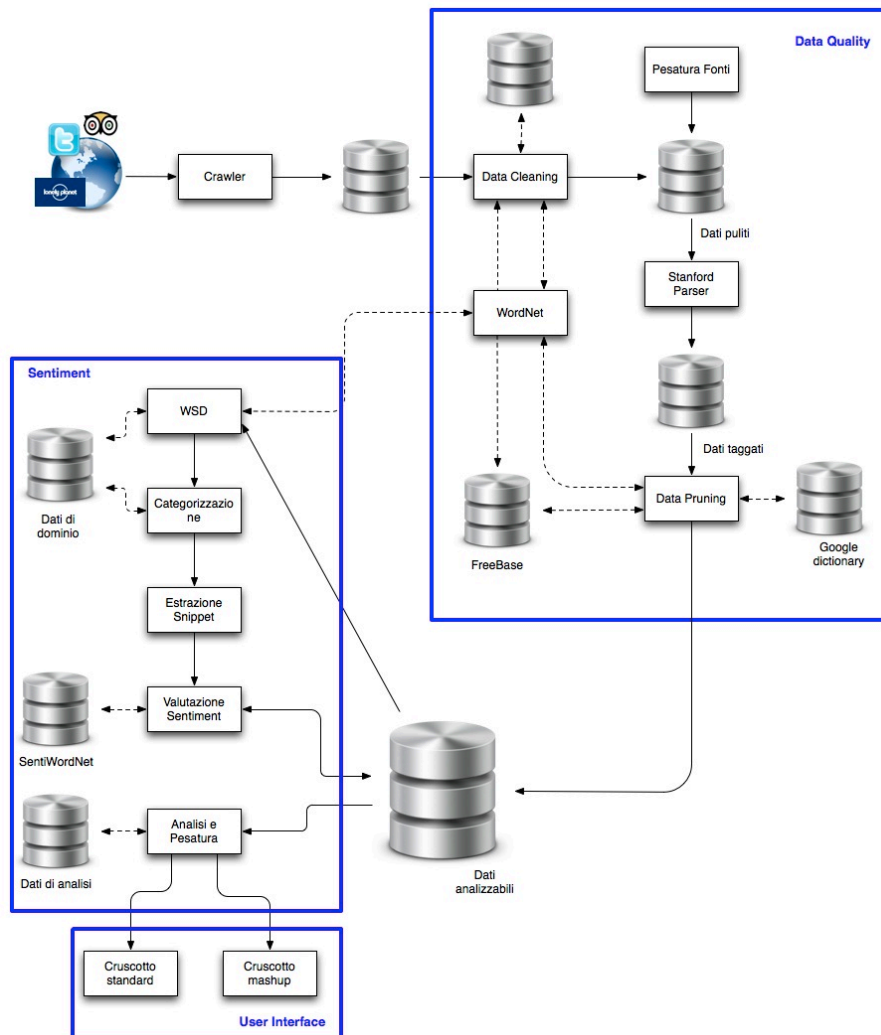 Data Quality
Pesatura Fonti
lonely planet
Crawler
Data Cleaning
Dati puliti
Stanford
Parser
WordNet
Sentiment
WSD
Dati taggati
Categorizzazio
ne
Data Pruning
Dati di
dominio
FreeBase
Google
dictionary
Estrazione
Snippet
Valutazione
Sentiment
SentiWordNet
Analisi e
Pesatura
Dati di analisi
Dati
analizzabili
Cruscotto
standard
Cruscotto
mashup
User Interface